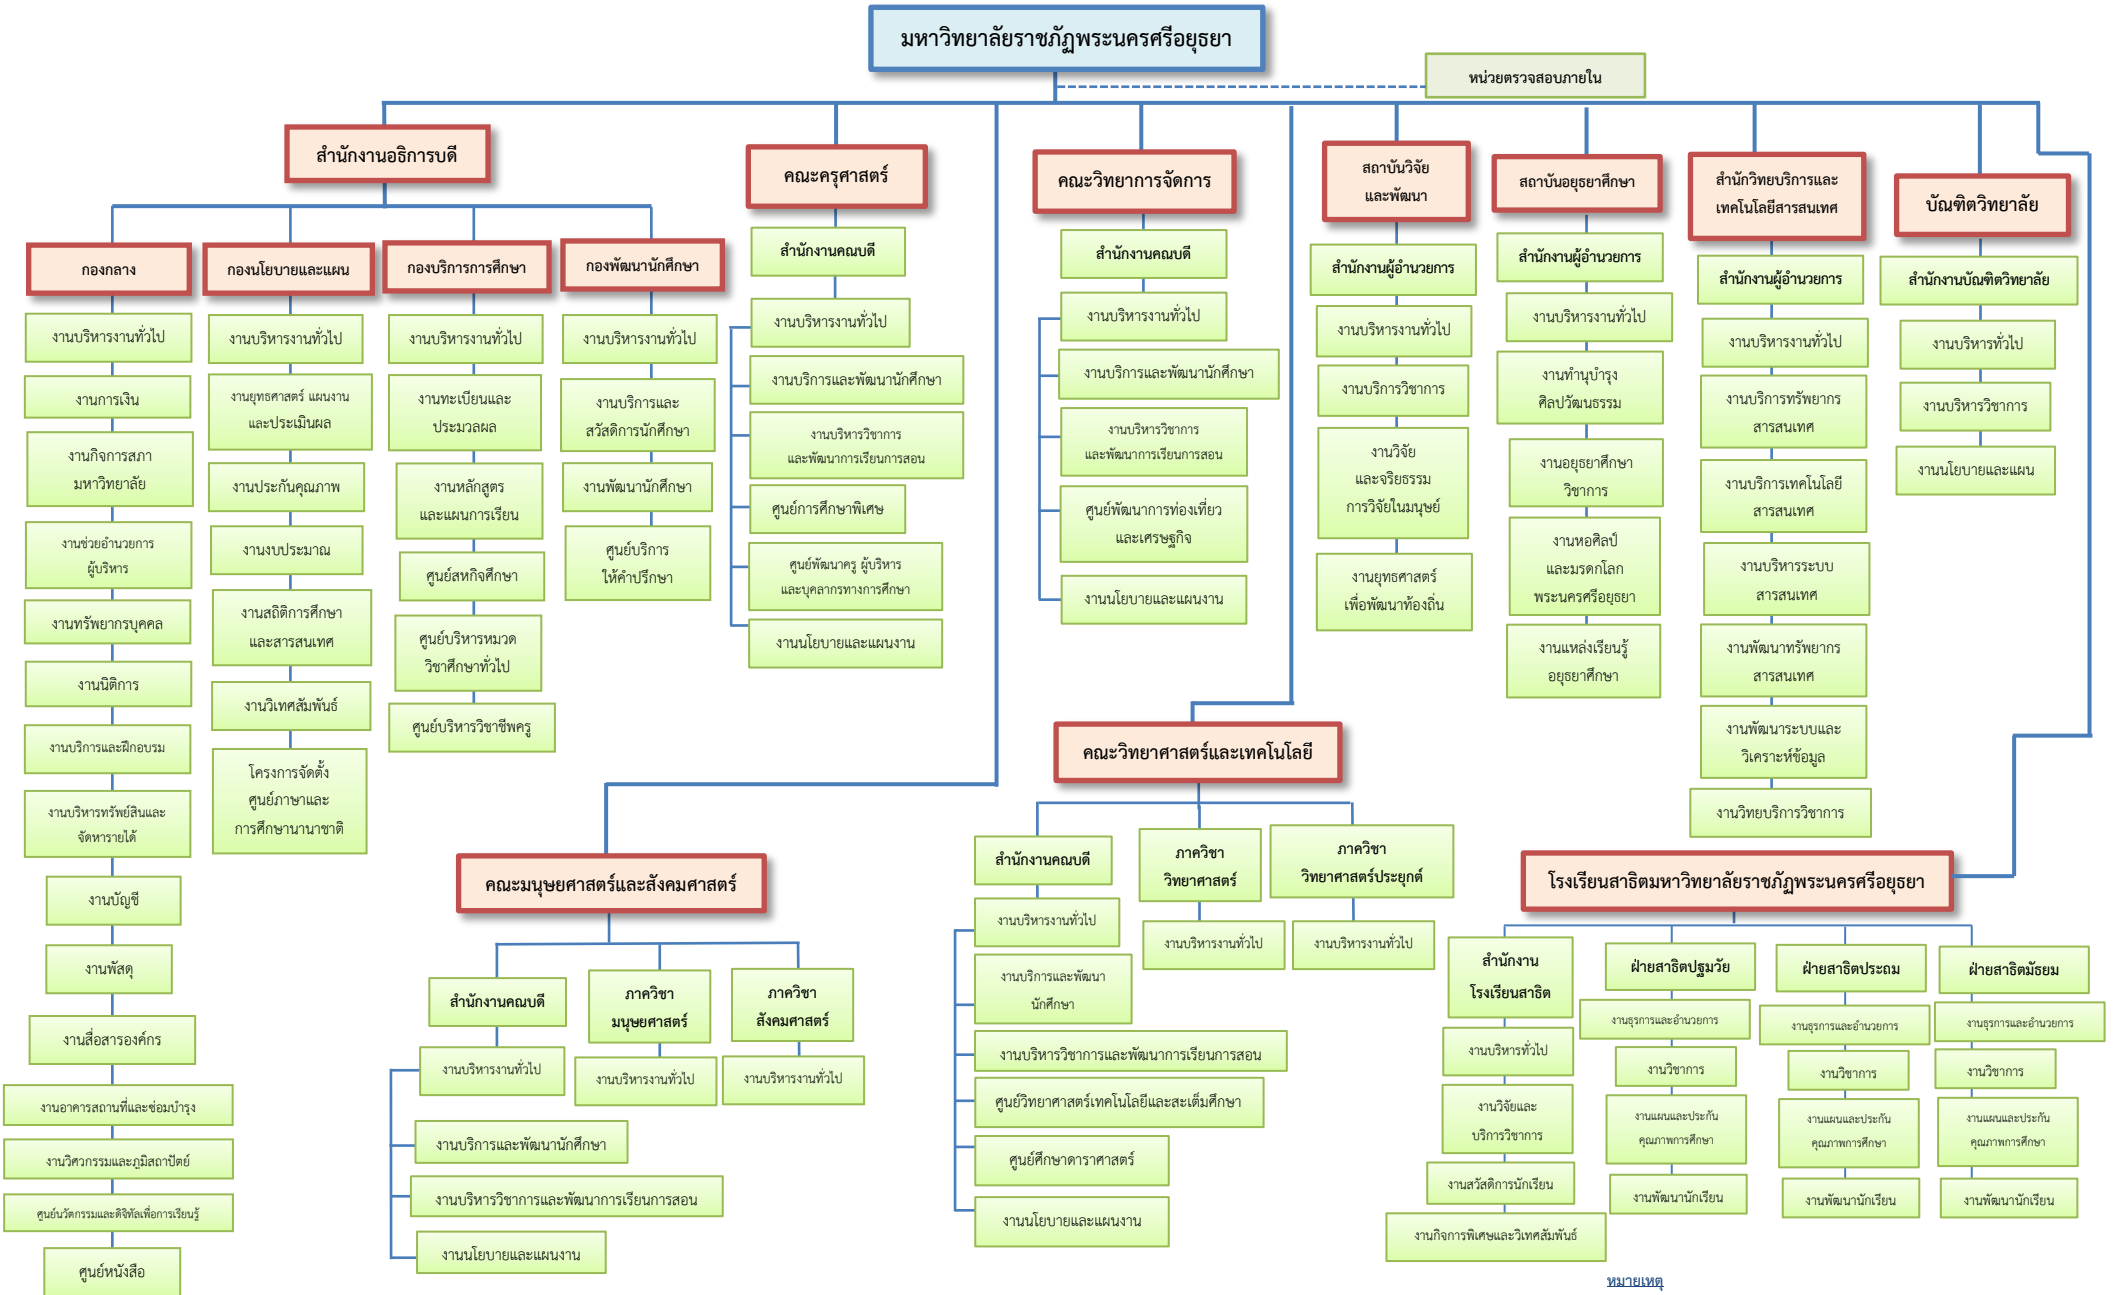 มหาวิทยาลัยราชภัฏพระนครศรีอยุธยา
หน่วยตรวจสอบภายใน
สำนักงานอธิการบดี
กองกลาง
งานบริหารงานทั่วไป
งานการเงิน
งานกิจการสภา
มหาวิทยาลัย
งานช่วยอำนวยการ
ผู้บริหาร
งานทรัพยากรบุคคล
งานนิติการ
งานบริการและฝึกอบรม
งานบริหารทรัพย์สินและ
จัดหารายได้
งานบัญชี
งานพัสดุ
งานสื่อสารองค์กร
งานอาคารสถานที่และซ่อมบำรุง
งานวิศวกรรมและภูมิสถาปัตย์
ศูนย์นวัตกรรมและดิจิทัลเพื่อการเรียนรู้
ศูนย์หนังสือ
กองนโยบายและแผน
งานบริหารงานทั่วไป
งานยุทธศาสตร์ แผนงาน
และประเมินผล
งานประกันคุณภาพ
งานงบประมาณ
งานสถิติการศึกษา
และสารสนเทศ
งานวิเทศสัมพันธ์
โครงการจัดตั้ง
ศูนย์ภาษาและ
การศึกษานานาชาติ
กองบริการการศึกษา
งานบริหารงานทั่วไป
งานทะเบียนและ
ประมวลผล
งานหลักสูตร
และแผนการเรียน
ศูนย์สหกิจศึกษา
ศูนย์บริหารหมวด
วิชาศึกษาทั่วไป
ศูนย์บริหารวิชาชีพครู
กองพัฒนานักศึกษา
งานบริหารงานทั่วไป
งานบริการและ
สวัสดิการนักศึกษา
งานพัฒนานักศึกษา
ศูนย์บริการ
ให้คำปรึกษา
คณะครุศาสตร์
สำนักงานคณบดี
งานบริหารงานทั่วไป
งานบริการและพัฒนานักศึกษา
งานบริหารวิชาการ
และพัฒนาการเรียนการสอน
ศูนย์การศึกษาพิเศษ
ศูนย์พัฒนาครู ผู้บริหาร
และบุคลากรทางการศึกษา
งานนโยบายและแผนงาน
คณะมนุษยศาสตร์และสังคมศาสตร์
สำนักงานคณบดี
งานบริหารงานทั่วไป
งานบริการและพัฒนานักศึกษา
งานบริหารวิชาการและพัฒนาการเรียนการสอน
งานนโยบายและแผนงาน
ภาควิชา
มนุษยศาสตร์
งานบริหารงานทั่วไป
ภาควิชา
สังคมศาสตร์
งานบริหารงานทั่วไป
คณะวิทยาการจัดการ
สำนักงานคณบดี
งานบริหารงานทั่วไป
งานบริการและพัฒนานักศึกษา
งานบริหารวิชาการ
และพัฒนาการเรียนการสอน
ศูนย์พัฒนาการท่องเที่ยว
และเศรษฐกิจ
งานนโยบายและแผนงาน
คณะวิทยาศาสตร์และเทคโนโลยี
สำนักงานคณบดี
งานบริหารงานทั่วไป
งานบริการและพัฒนา
นักศึกษา
งานบริหารวิชาการและพัฒนาการเรียนการสอน
ศูนย์วิทยาศาสตร์เทคโนโลยีและสะเต็มศึกษา
ศูนย์ศึกษาดาราศาสตร์
งานนโยบายและแผนงาน
ภาควิชา
วิทยาศาสตร์
งานบริหารงานทั่วไป
ภาควิชา
วิทยาศาสตร์ประยุกต์
งานบริหารงานทั่วไป
สถาบันวิจัย
และพัฒนา
สำนักงานผู้อำนวยการ
งานบริหารงานทั่วไป
งานบริการวิชาการ
งานวิจัย
และจริยธรรม
การวิจัยในมนุษย์
งานยุทธศาสตร์
เพื่อพัฒนาท้องถิ่น
สถาบันอยุธยาศึกษา
สำนักงานผู้อำนวยการ
งานบริหารงานทั่วไป
งานทำนุบำรุง
ศิลปวัฒนธรรม
งานอยุธยาศึกษา
วิชาการ
งานหอศิลป์
และมรดกโลก
พระนครศรีอยุธยา
งานแหล่งเรียนรู้
อยุธยาศึกษา
สำนักวิทยบริการและ
เทคโนโลยีสารสนเทศ
สำนักงานผู้อำนวยการ
งานบริหารงานทั่วไป
งานบริการทรัพยากร
สารสนเทศ
งานบริการเทคโนโลยี
สารสนเทศ
งานบริหารระบบ
สารสนเทศ
งานพัฒนาทรัพยากร
สารสนเทศ
งานพัฒนาระบบและ
วิเคราะห์ข้อมูล
งานวิทยบริการวิชาการ
บัณฑิตวิทยาลัย
สำนักงานบัณฑิตวิทยาลัย
งานบริหารทั่วไป
งานบริหารวิชาการ
งานนโยบายและแผน
โรงเรียนสาธิตมหาวิทยาลัยราชภัฏพระนครศรีอยุธยา
สำนักงาน
โรงเรียนสาธิต
งานบริหารทั่วไป
งานวิจัยและ
บริการวิชาการ
งานสวัสดิการนักเรียน
งานกิจการพิเศษและวิเทศสัมพันธ์
ฝ่ายสาธิตปฐมวัย
งานธุรการและอำนวยการ
งานวิชาการ
งานแผนและประกัน
คุณภาพการศึกษา
งานพัฒนานักเรียน
ฝ่ายสาธิตประถม
งานธุรการและอำนวยการ
งานวิชาการ
งานแผนและประกัน
คุณภาพการศึกษา
งานพัฒนานักเรียน
ฝ่ายสาธิตมัธยม
งานธุรการและอำนวยการ
งานวิชาการ
งานแผนและประกัน
คุณภาพการศึกษา
งานพัฒนานักเรียน
หมายเหตุ